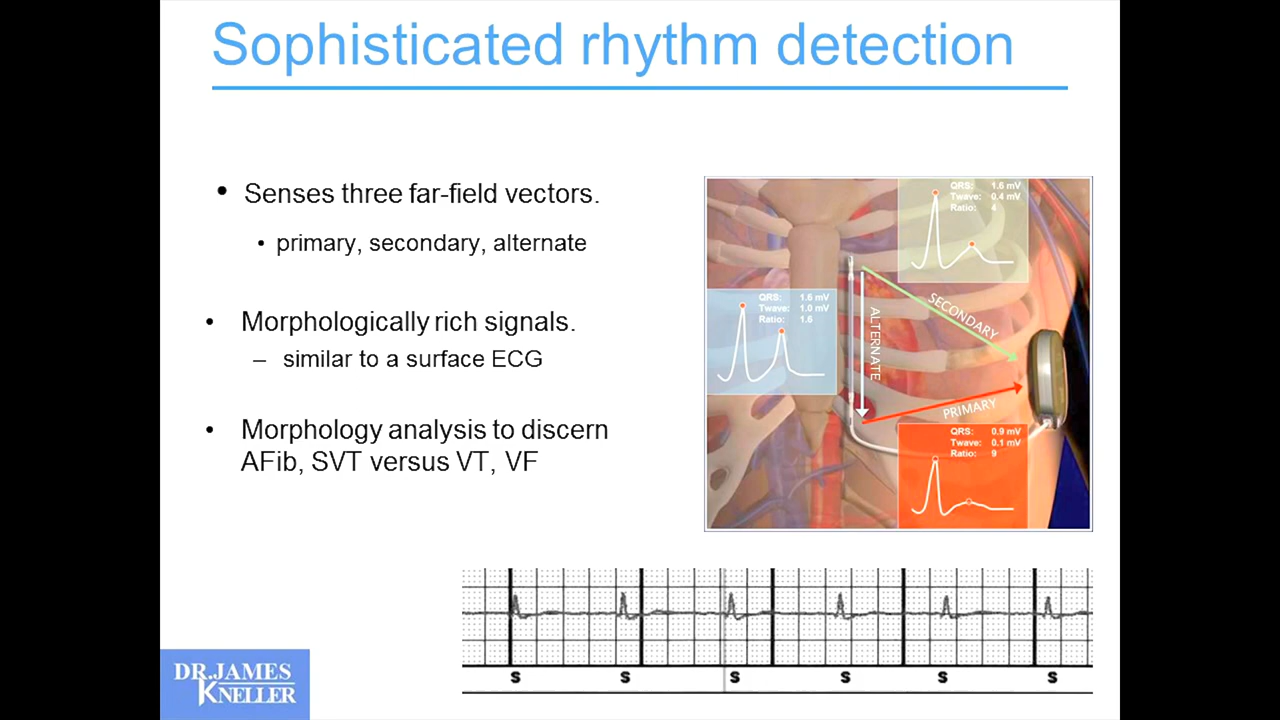 Sophisticated rhythm detection
• Senses three far-field vectors.
• primary, secondary, alternate
• Morphologically rich signals.
– similar to a surface ECG
• Morphology analysis to discern
AFib, SVT versus VT, VF
QRS: 1.6 mV
Twave: 0.4 mV
Ratio: 4
SECONDARY
QRS: 1.6 mV
Twave: 1.0 mV
Ratio: 1.6
ALTERNATE
PRIMARY
QRS: 0.9 mV
Twave: 0.1 mV
Ratio: 9
S S S S S S
DR.JAMES
KNELLER